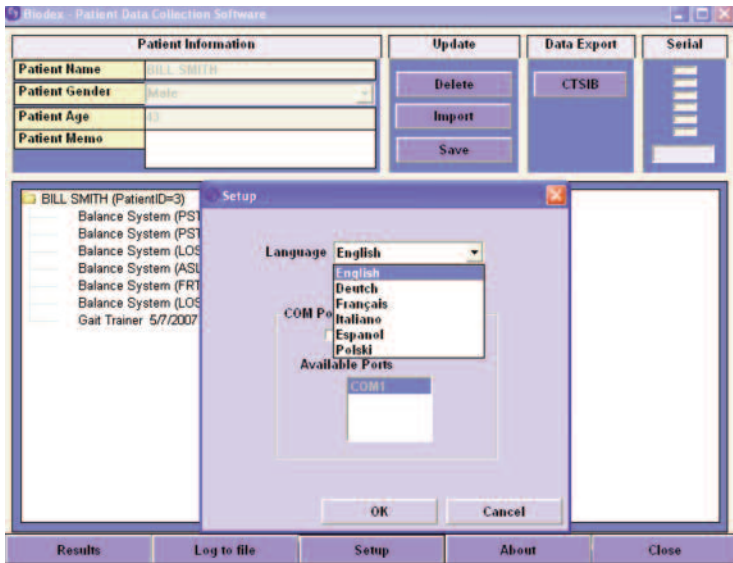 Biodex - Patient Data Collection Software
Patient Information
Update
Data Export
Serial
Patient Name BILL SMITH
Patient Gender Male
Patient Age 43
Patient Memo
Delete
Import
Save
CTSIB
BILL SMITH (PatientID=3)
Balance System (PST
Balance System (PST
Balance System (LOS
Balance System (ASL
Balance System (FRT
Balance System (LOS
Gait Trainer 5/7/2007
Setup
Language English
English
Deutch
Français
Italiano
Espanol
Polski
COM Po
Available Ports
COM1
OK
Cancel
Results
Log to file
Setup
About
Close